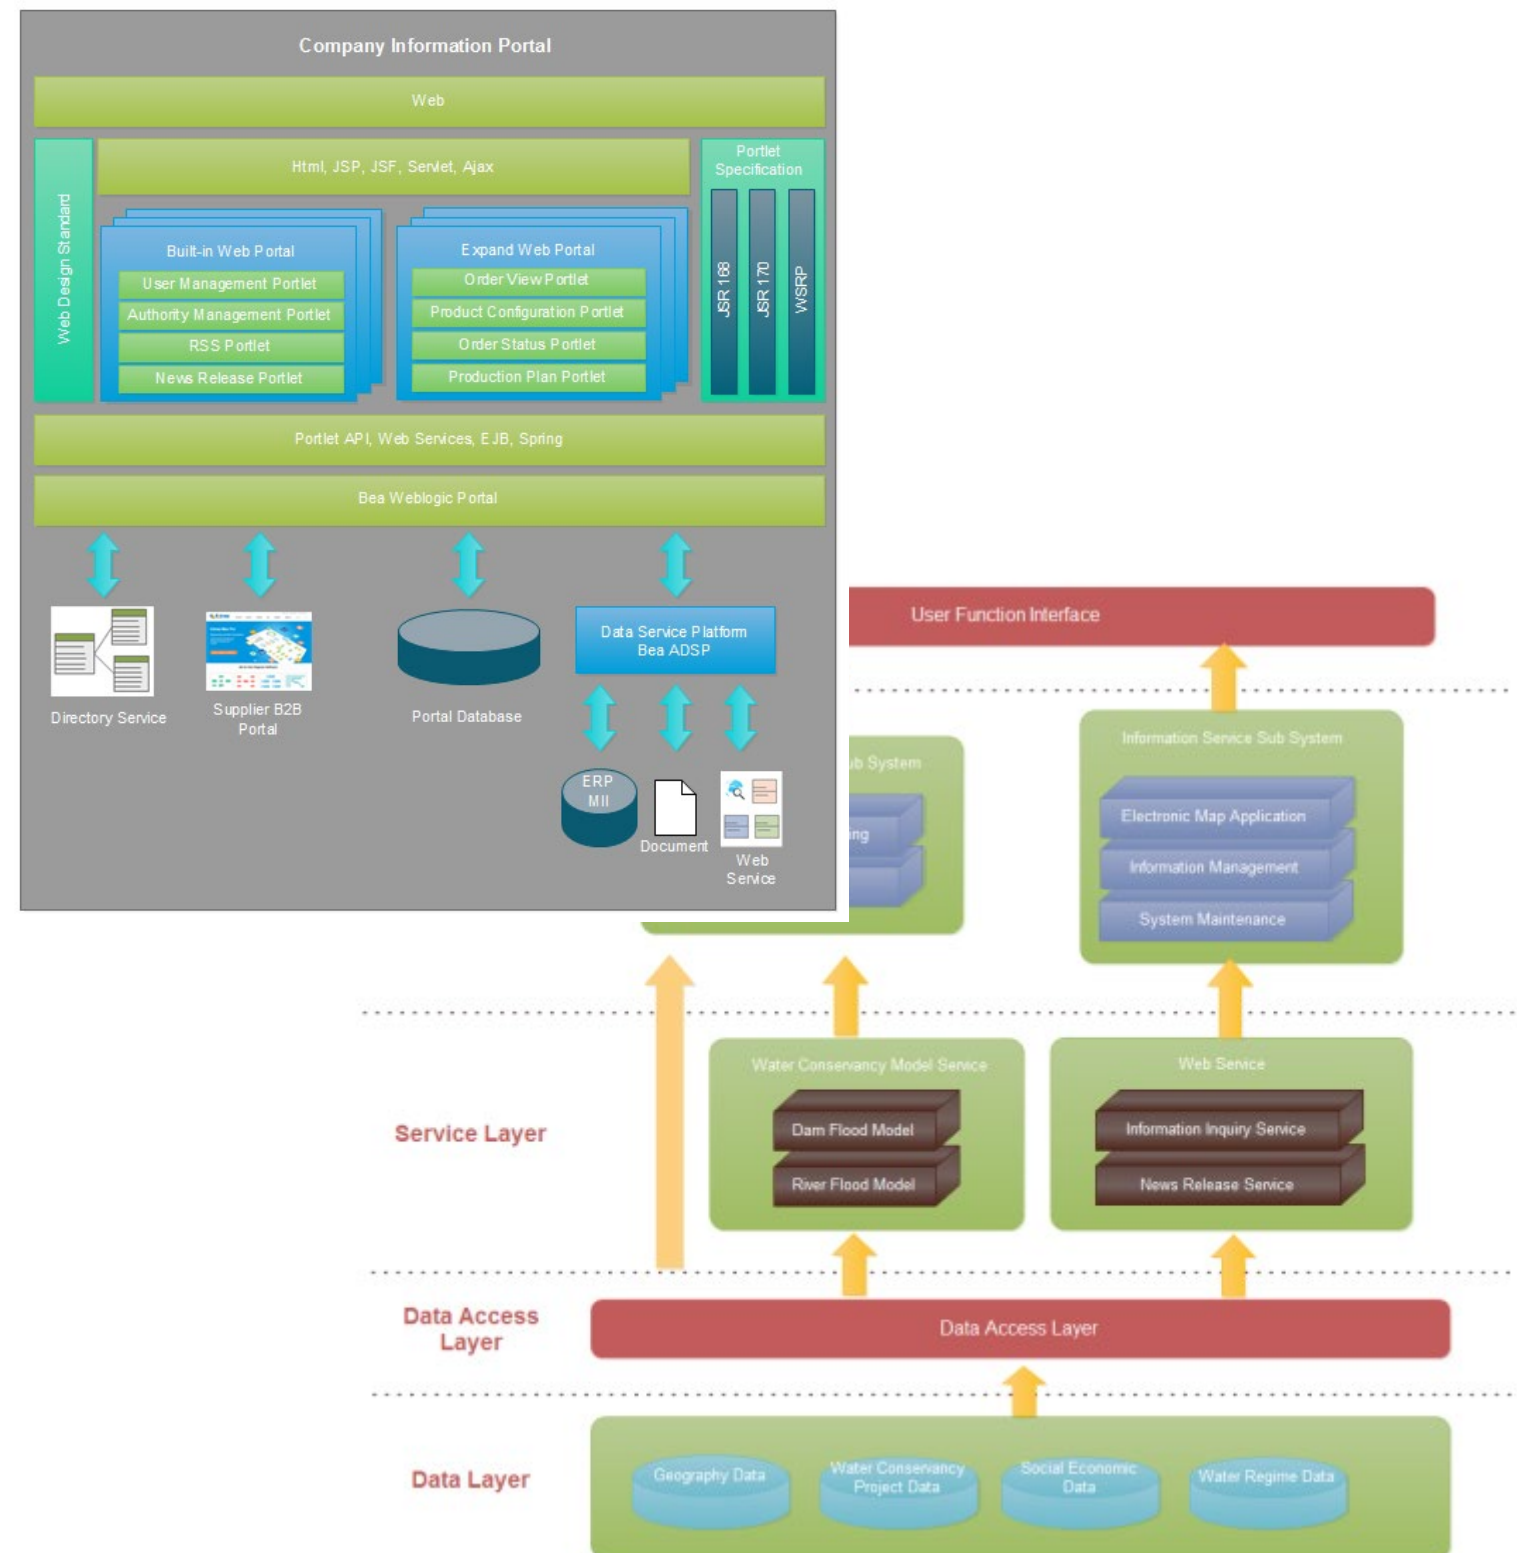 Company Information Portal
Web
Web Design Standard
Html, JSP, JSF, Servlet, Ajax
Portlet
Specification
JSR 168
JSR 170
WSRP
Built-in Web Portal
User Management Portlet
Authority Management Portlet
RSS Portlet
News Release Portlet
Expand Web Portal
Order View Portlet
Product Configuration Portlet
Order Status Portlet
Production Plan Portlet
Portlet API, Web Services, EJB, Spring
Bea Weblogic Portal
Directory Service
Supplier B2B
Portal
Portal Database
Data Service Platform
Bea ADSP
ERP
MII
Document
Web
Service
User Function Interface
System
Information Service Sub System
Electronic Map Application
Information Management
System Maintenance
Service Layer
Water Conservancy Model Service
Dam Flood Model
River Flood Model
Web Service
Information Inquiry Service
News Release Service
Data Access
Layer
Data Access Layer
Data Layer
Geography Data
Water Conservancy
Project Data
Social Economic
Data
Water Regime Data